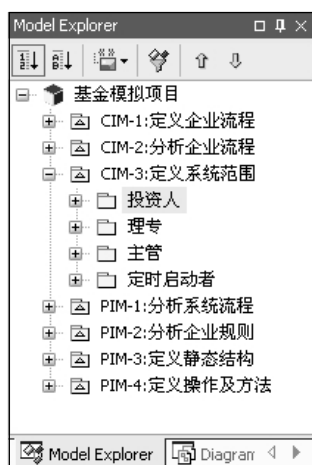 Model Explorer
基金模拟项目
CIM-1:定义企业流程
CIM-2:分析企业流程
CIM-3:定义系统范围
投资人
理专
主管
定时启动者
PIM-1:分析系统流程
PIM-2:分析企业规则
PIM-3:定义静态结构
PIM-4:定义操作及方法
Model Explorer Diagram